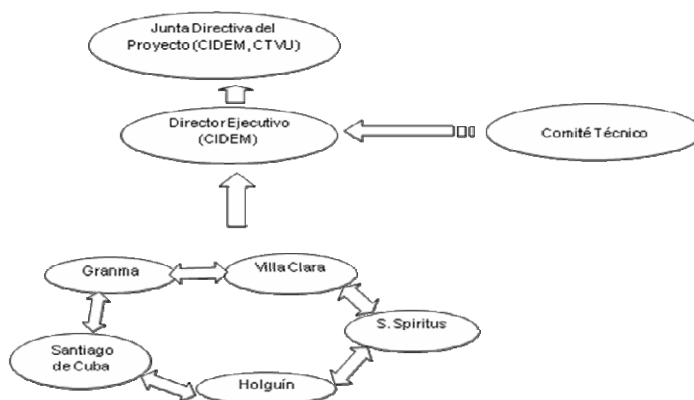 Junta Directiva del
Proyecto (CIDEM, CTVU)
Director Ejecutivo
(CIDEM)
Comité Técnico
Granma
Villa Clara
S. Spiritus
Santiago
de Cuba
Holguín